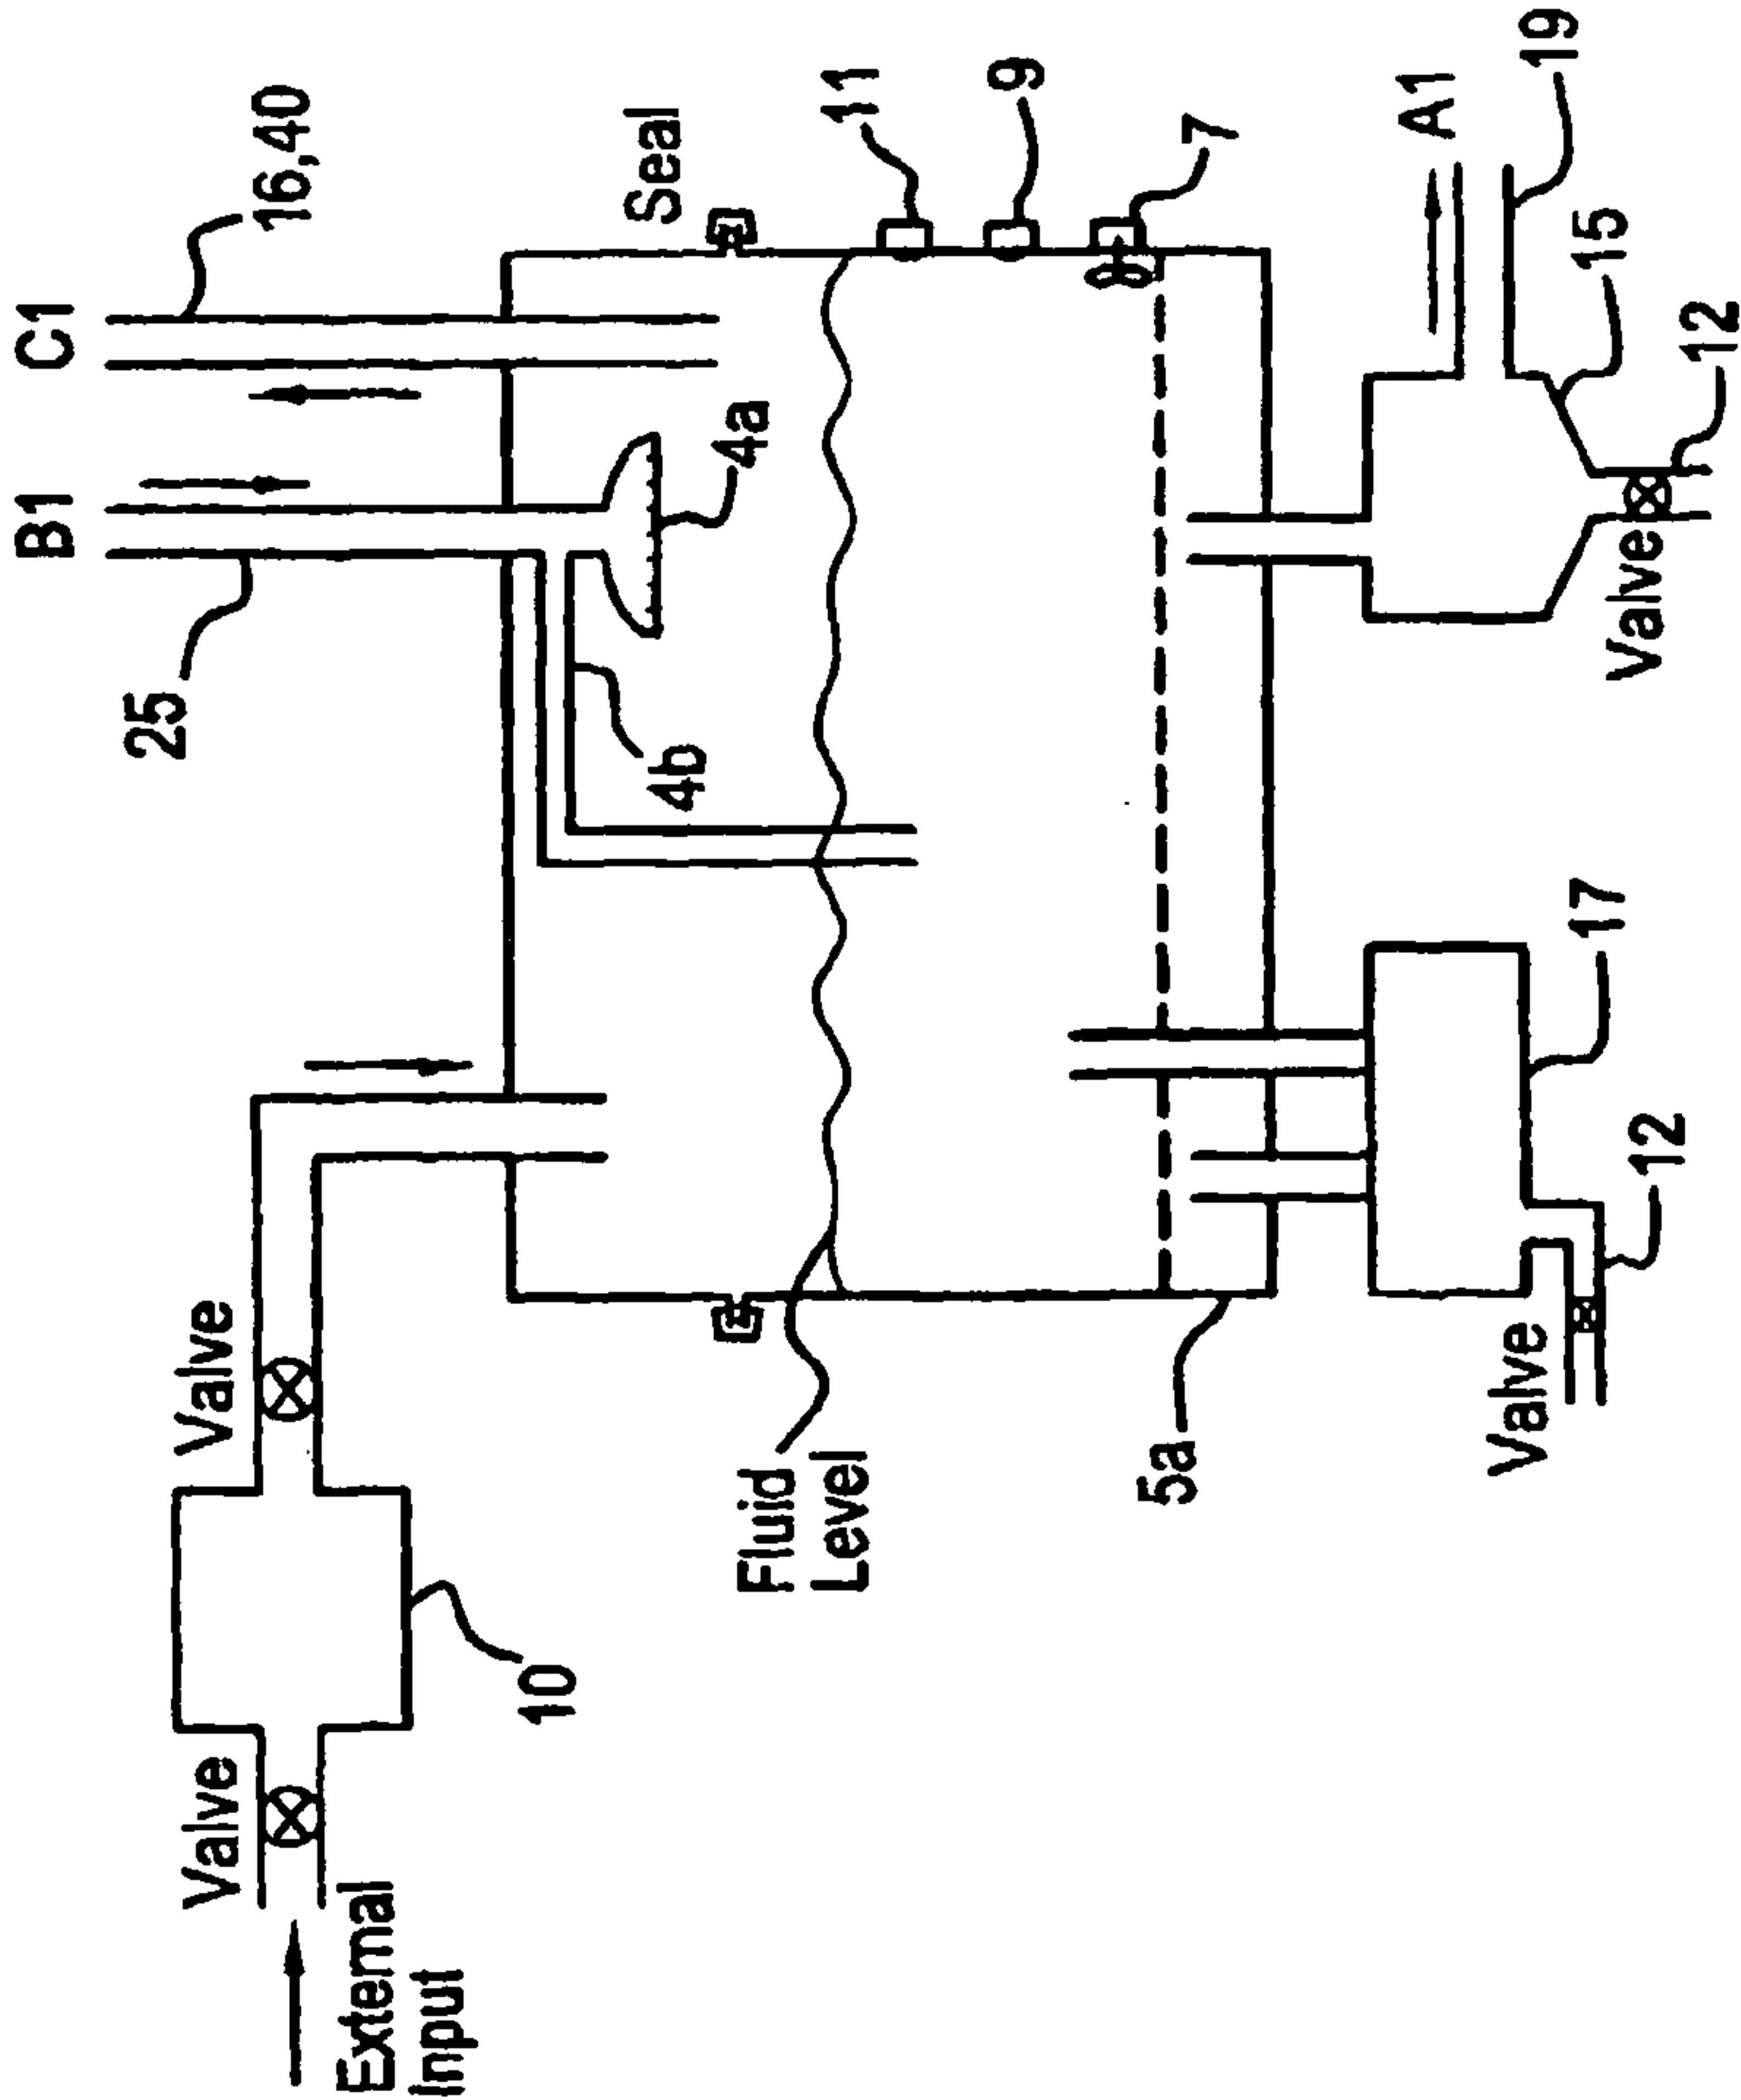 B1
C1
25
Valve
Valve
16,40
External
Input
10
Seal
4b
4a
Fluid
Level
11
9
5a
7
A1
Valve
19
15
17
Valve
12
12